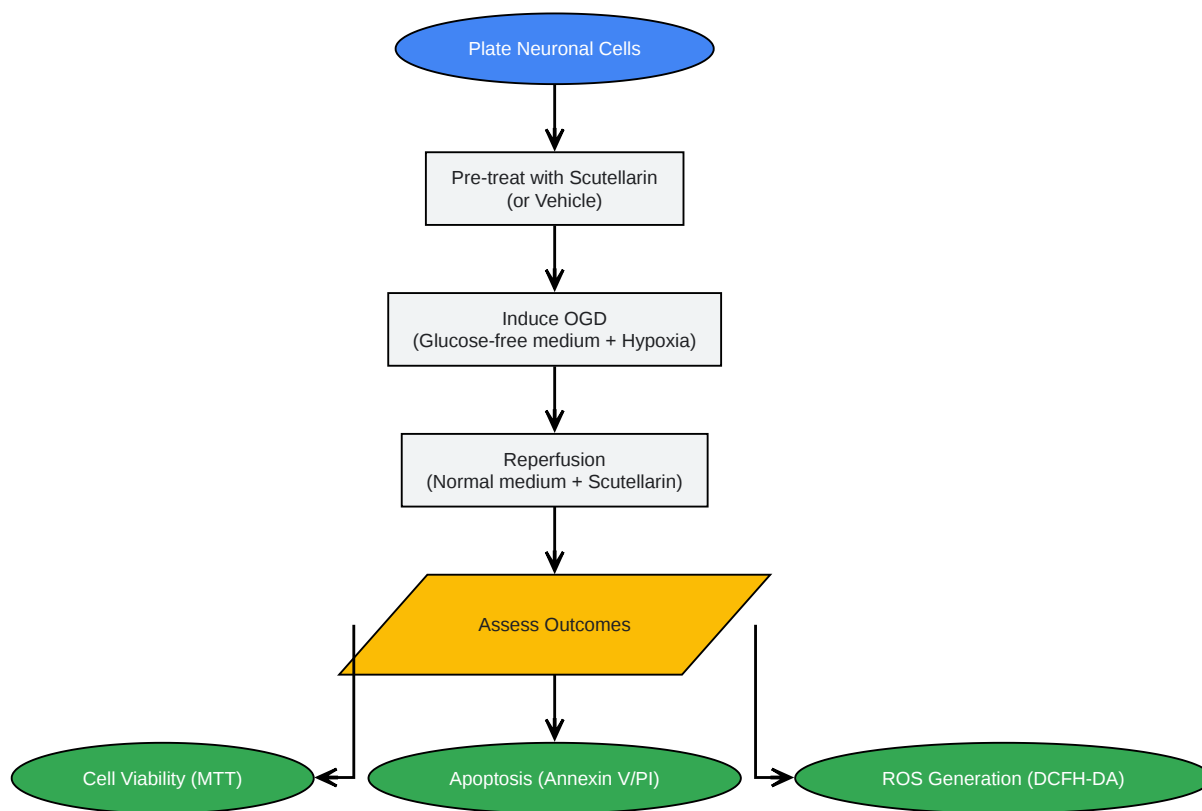 Plate Neuronal Cells
Pre-treat with Scutellarin
(or Vehicle)
Induce OGD
(Glucose-free medium + Hypoxia)
Reperfusion
(Normal medium + Scutellarin)
Assess Outcomes
Cell Viability (MTT)
Apoptosis (Annexin V/PI)
ROS Generation (DCFH-DA)